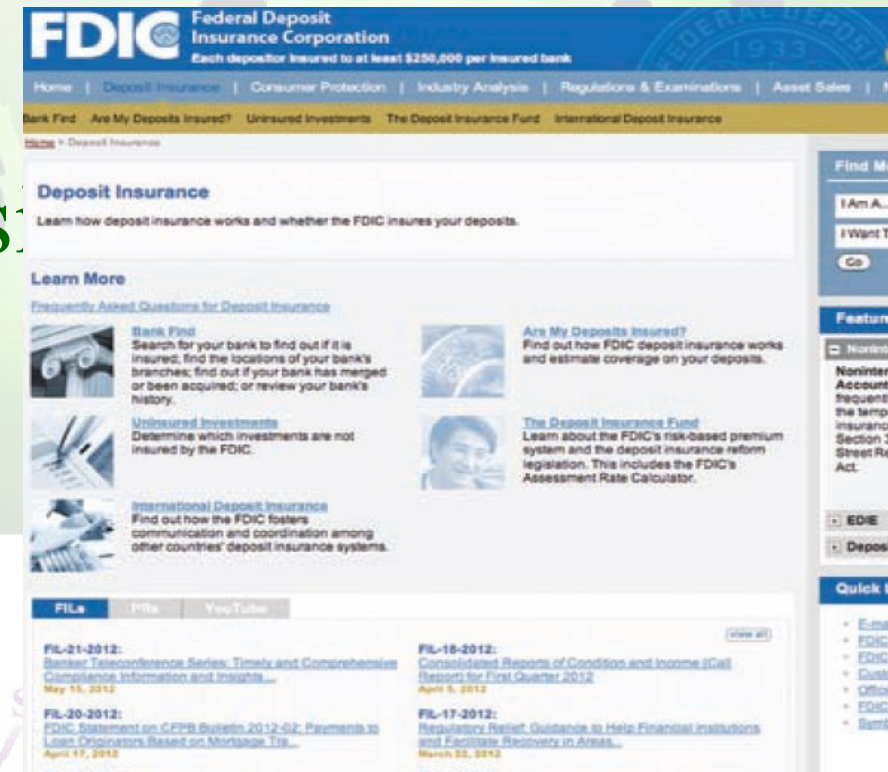 FDIC
Federal Deposit
Insurance Corporation
Each depositor insured to at least $250,000 per insured bank
1933
Home | Deposit Insurance | Consumer Protection | Industry Analysis | Regulations & Examinations | Asset Sales |
Bank Find Are My Deposits Insured? Uninsured Investments The Deposit Insurance Fund International Deposit Insurance
Home > Deposit Insurance
Deposit Insurance
Learn how deposit insurance works and whether the FDIC insures your deposits.
Learn More
Frequently Asked Questions for Deposit Insurance
Bank Find
Search for your bank to find out if it is
insured; find the locations of your bank's
branches; find out if your bank has merged
or been acquired; or review your bank's
history.
Are My Deposits Insured?
Find out how FDIC deposit insurance works
and estimate coverage on your deposits.
Uninsured Investments
Determine which investments are not
insured by the FDIC.
The Deposit Insurance Fund
Learn about the FDIC's risk-based premium
system and the deposit insurance reform
legislation. This includes the FDIC's
Assessment Rate Calculator.
International Deposit Insurance
Find out how the FDIC fosters
communication and coordination among
other countries' deposit insurance systems.
FILs PRs YouTube
view all
FIL-21-2012:
Banker Teleconference Series: Timely and Comprehensive
Compliance Information and Insights...
May 15, 2012
FIL-18-2012:
Consolidated Reports of Condition and Income (Call
Report) for First Quarter 2012
April 5, 2012
FIL-20-2012:
FDIC Statement on CFPB Bulletin 2012-02: Payments to
Loan Originators Based on Mortgage Tra...
April 17, 2012
FIL-17-2012:
Regulatory Relief: Guidance to Help Financial Institutions
and Facilitate Recovery in Areas...
March 22, 2012
Find
I Am A...
I Want
Go
the temp
Section
Act.
EDIE
Quick
FDIC
FDIC
FDIC